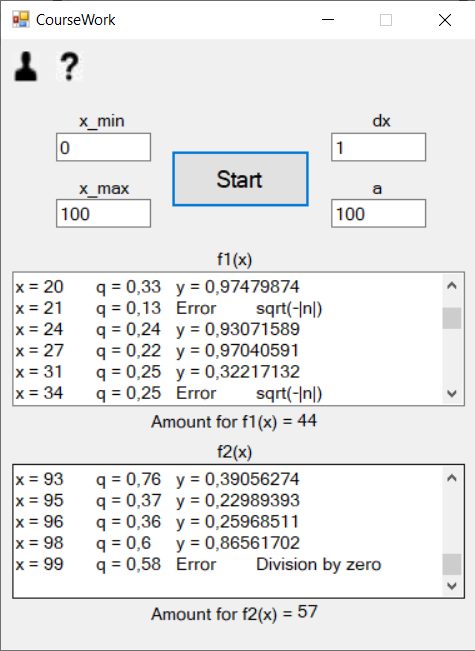 CourseWork
?
x_min
dx
0
1
Start
x_max
a
100
100
f1(x)
x = 20 q = 0,33 y = 0,97479874
x = 21 q = 0,13 Error sqrt(-|n|)
x = 24 q = 0,24 y = 0,93071589
x = 27 q = 0,22 y = 0,97040591
x = 31 q = 0,25 y = 0,32217132
x = 34 q = 0,25 Error sqrt(-|n|)
Amount for f1(x) = 44
f2(x)
x = 93 q = 0,76 y = 0,39056274
x = 95 q = 0,37 y = 0,22989393
x = 96 q = 0,36 y = 0,25968511
x = 98 q = 0,6 y = 0,86561702
x = 99 q = 0,58 Error Division by zero
Amount for f2(x) = 57